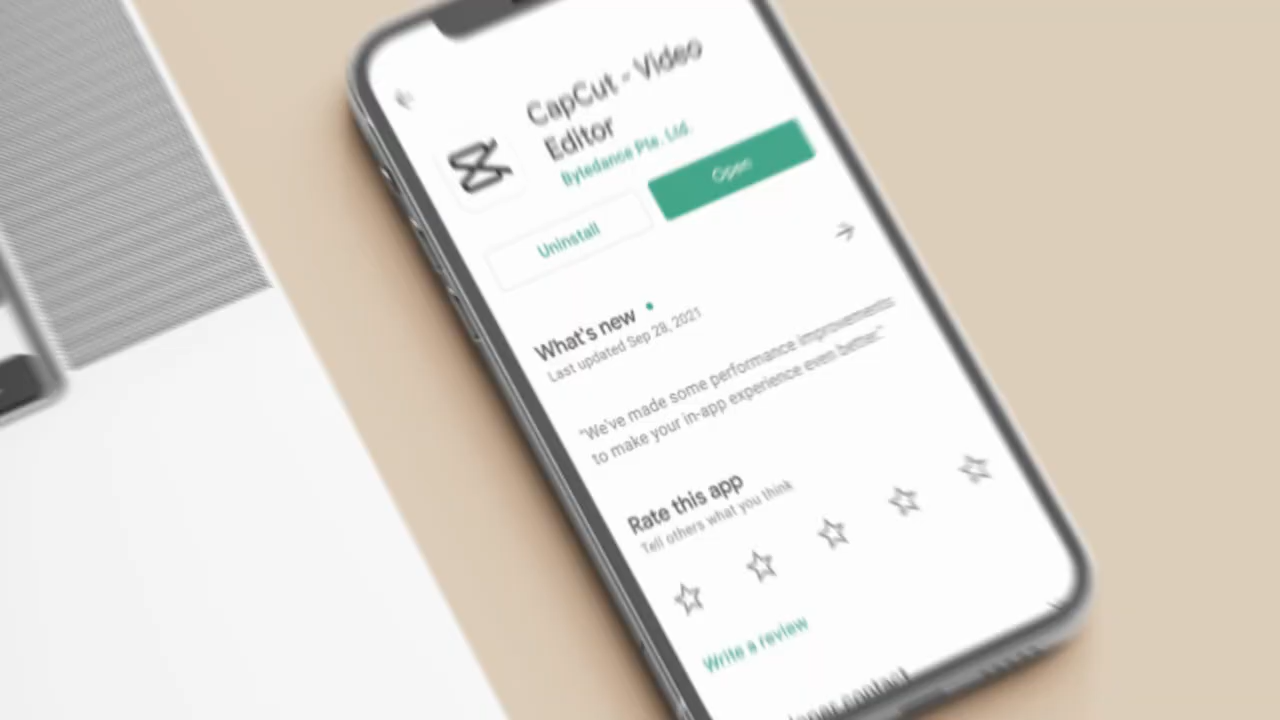 CapCut - Video
Editor
Bytedance Pte. Ltd.
Uninstall
Open
What's new
Last updated Sep 28, 2021
"We've made some performance improvements
to make your in-app experience even better."
Rate this app
Tell others what you think
Write a review
contact